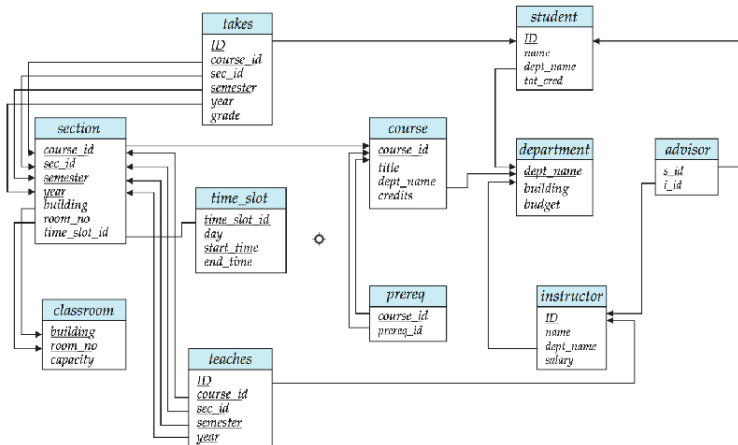 takes
ID
course_id
sec_id
semester
year
grade
student
ID
name
dept_name
tot_cred
section
course_id
sec_id
semester
year
building
room_no
time_slot_id
course
course_id
title
dept_name
credits
department
dept_name
building
budget
advisor
s_id
i_id
time_slot
time_slot_id
day
start_time
end_time
prereq
course_id
prereq_id
instructor
ID
name
dept_name
salary
classroom
building
room_no
capacity
teaches
ID
course_id
sec_id
semester
year